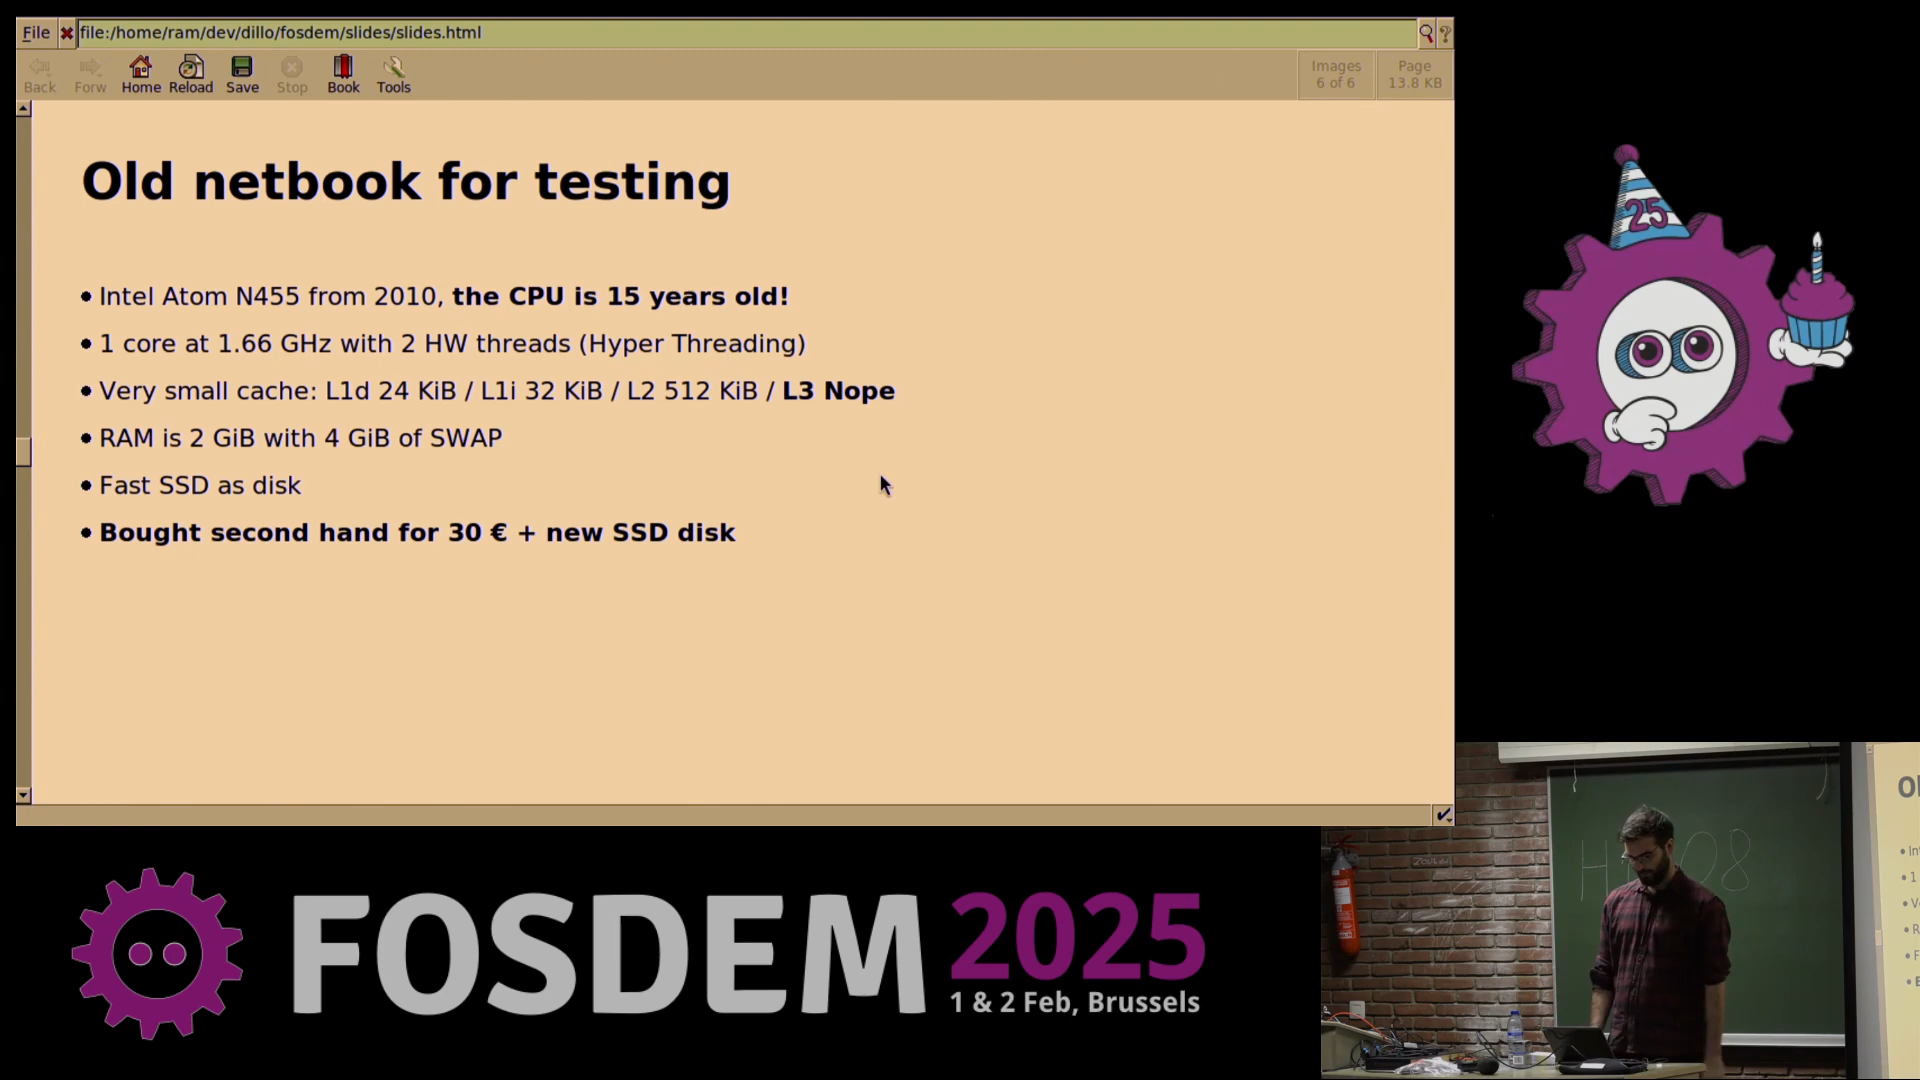 File
file:/home/ram/dev/dillo/fosdem/slides/slides.html
?
Back Forw Home Reload Save Stop Book Tools
Images
6 of 6
Page
13.8 KB
Old netbook for testing
• Intel Atom N455 from 2010, the CPU is 15 years old!
• 1 core at 1.66 GHz with 2 HW threads (Hyper Threading)
• Very small cache: L1d 24 KiB / L1i 32 KiB / L2 512 KiB / L3 Nope
• RAM is 2 GiB with 4 GiB of SWAP
• Fast SSD as disk
• Bought second hand for 30 € + new SSD disk
25
FOSDEM 2025
1 & 2 Feb, Brussels